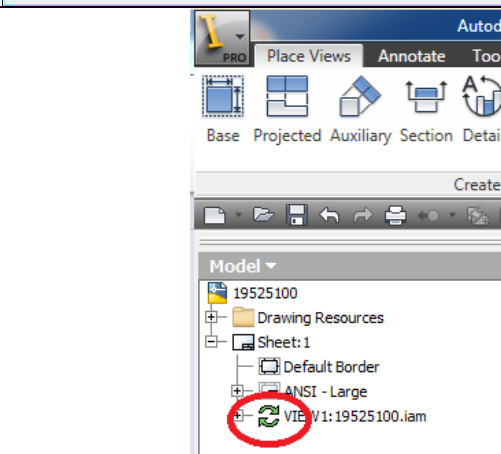 Autod
PRO
Place Views Annotate Too
Base Projected Auxiliary Section Detai
Create
Model
19525100
Drawing Resources
Sheet:1
Default Border
ANSI - Large
VIEW1:19525100.iam